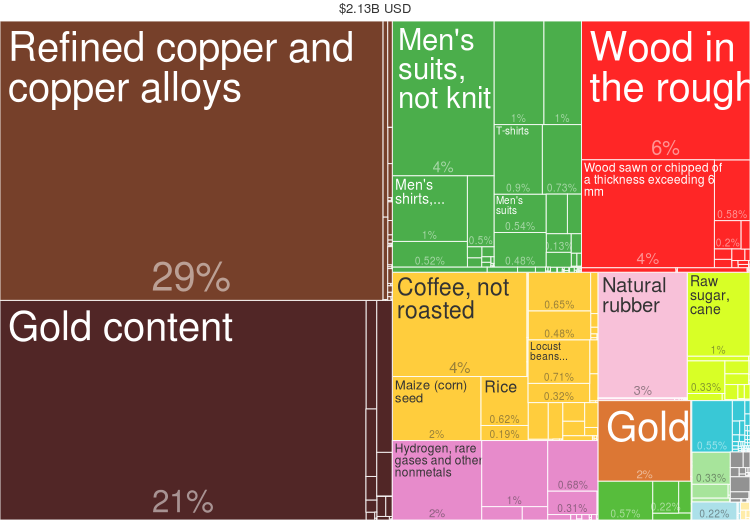 $2.13B USD
Refined copper and
copper alloys
29%
Gold content
21%
Men's
suits,
not knit
4%
1%
1%
T-shirts
0.9%
0.73%
Men's
shirts,...
1%
0.52%
0.5%
Men's
suits
0.54%
0.48%
0.13%
Wood in
the rough
6%
Wood sawn or chipped of
a thickness exceeding 6
mm
4%
0.58%
0.2%
Coffee, not
roasted
4%
0.65%
0.48%
Locust
beans...
0.71%
0.32%
Maize (corn)
seed
2%
Rice
0.62%
0.19%
Natural
rubber
3%
Raw
sugar,
cane
1%
0.33%
Hydrogen, rare
gases and other
nonmetals
2%
1%
0.68%
0.31%
Gold
2%
0.57%
0.22%
0.55%
0.33%
0.22%